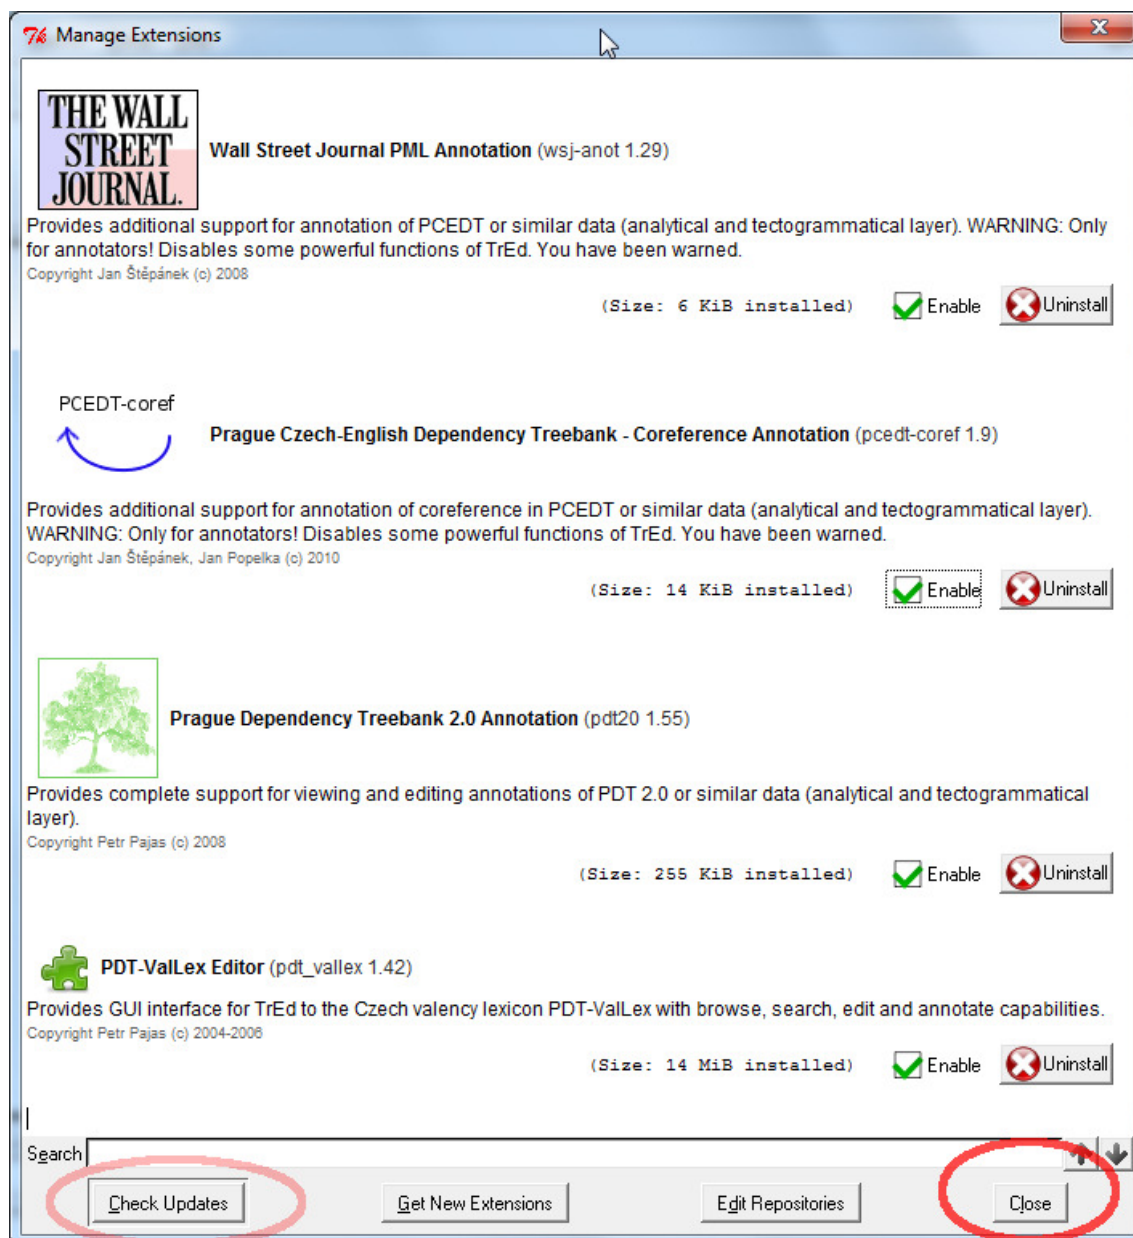 Manage Extensions
THE WALL
STREET
JOURNAL.
Wall Street Journal PML Annotation (wsj-anot 1.29)
Provides additional support for annotation of PCEDT or similar data (analytical and tectogrammatical layer). WARNING: Only
for annotators! Disables some powerful functions of TrEd. You have been warned.
Copyright Jan Štěpánek (c) 2008
(Size: 6 KiB installed) Enable Uninstall
PCEDT-coref
Prague Czech-English Dependency Treebank - Coreference Annotation (pcedt-coref 1.9)
Provides additional support for annotation of coreference in PCEDT or similar data (analytical and tectogrammatical layer).
WARNING: Only for annotators! Disables some powerful functions of TrEd. You have been warned.
Copyright Jan Štěpánek, Jan Popelka (c) 2010
(Size: 14 KiB installed) Enable Uninstall
Prague Dependency Treebank 2.0 Annotation (pdt20 1.55)
Provides complete support for viewing and editing annotations of PDT 2.0 or similar data (analytical and tectogrammatical
layer).
Copyright Petr Pajas (c) 2008
(Size: 255 KiB installed) Enable Uninstall
PDT-ValLex Editor (pdt_vallex 1.42)
Provides GUI interface for TrEd to the Czech valency lexicon PDT-ValLex with browse, search, edit and annotate capabilities.
Copyright Petr Pajas (c) 2004-2006
(Size: 14 MiB installed) Enable Uninstall
Search
Check Updates Get New Extensions Edit Repositories Close